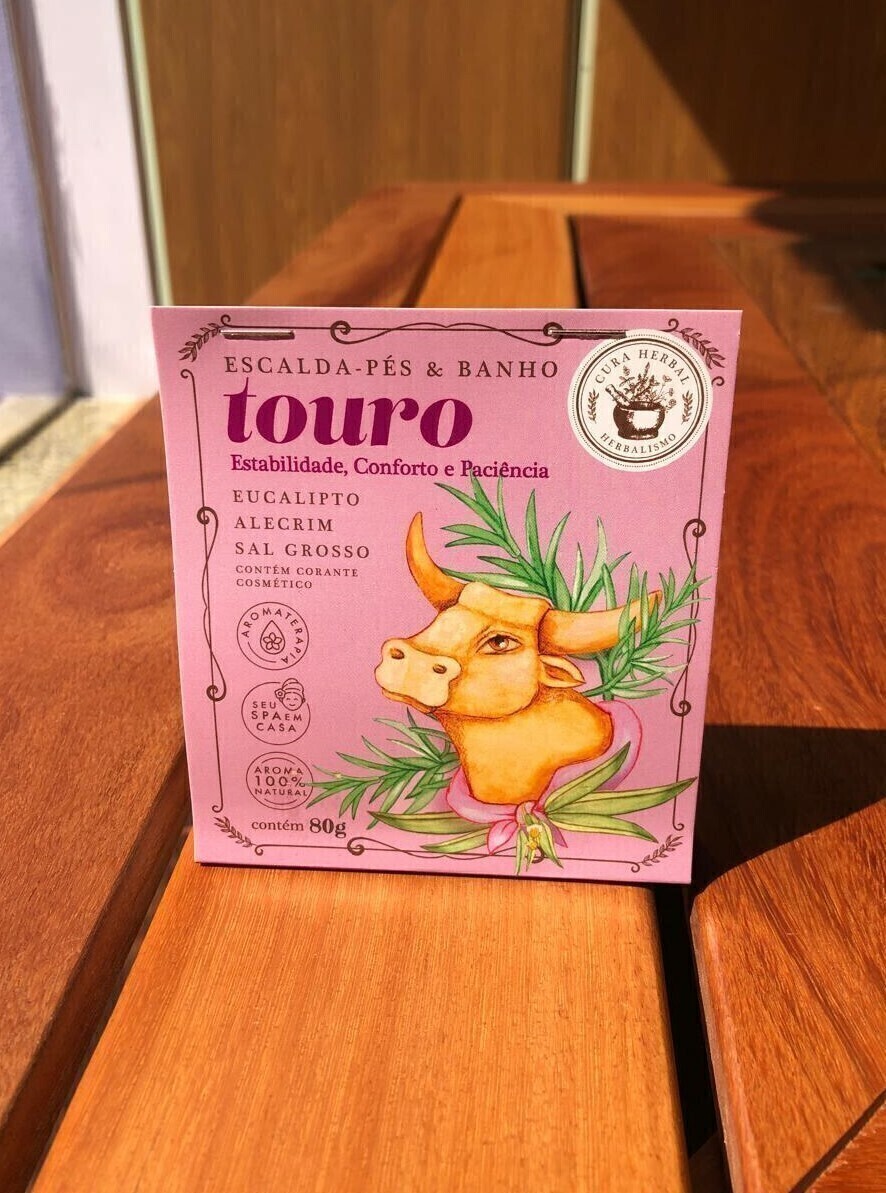 ESCALDA-PÉS & BANHO
touro
Estabilidade, Conforto e Paciência
CURA HERBAL
HERBALISMO
EUCALIPTO
ALECRIM
SAL GROSSO
CONTÉM CORANTE
COSMÉTICO
AROMATERAPIA
SEU
SPA EM
CASA
AROMA
100%
NATURAL
contém 80g